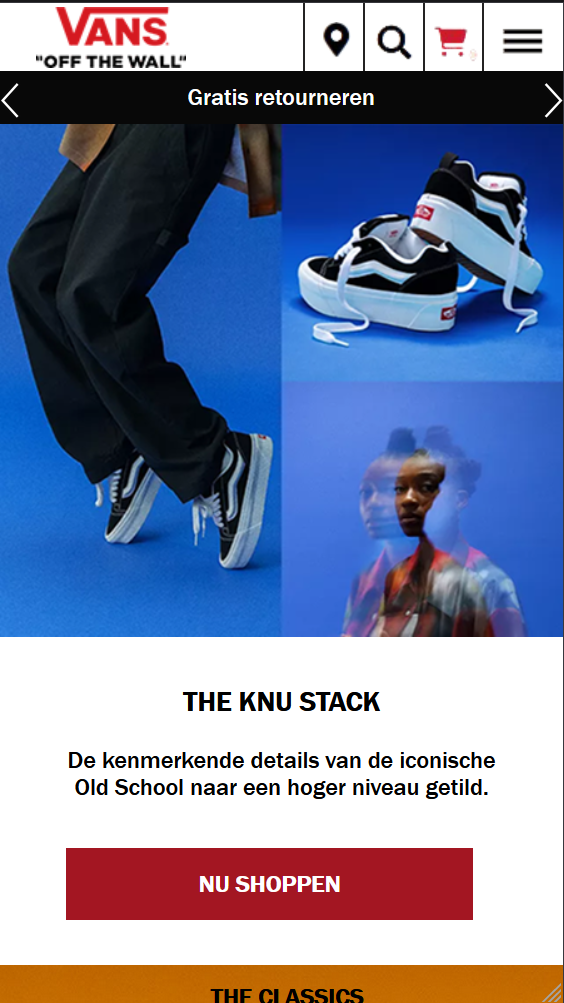 VANS
"OFF THE WALL"
Gratis retourneren
THE KNU STACK
De kenmerkende details van de iconische
Old School naar een hoger niveau getild.
NU SHOPPEN
THE CLASSICS